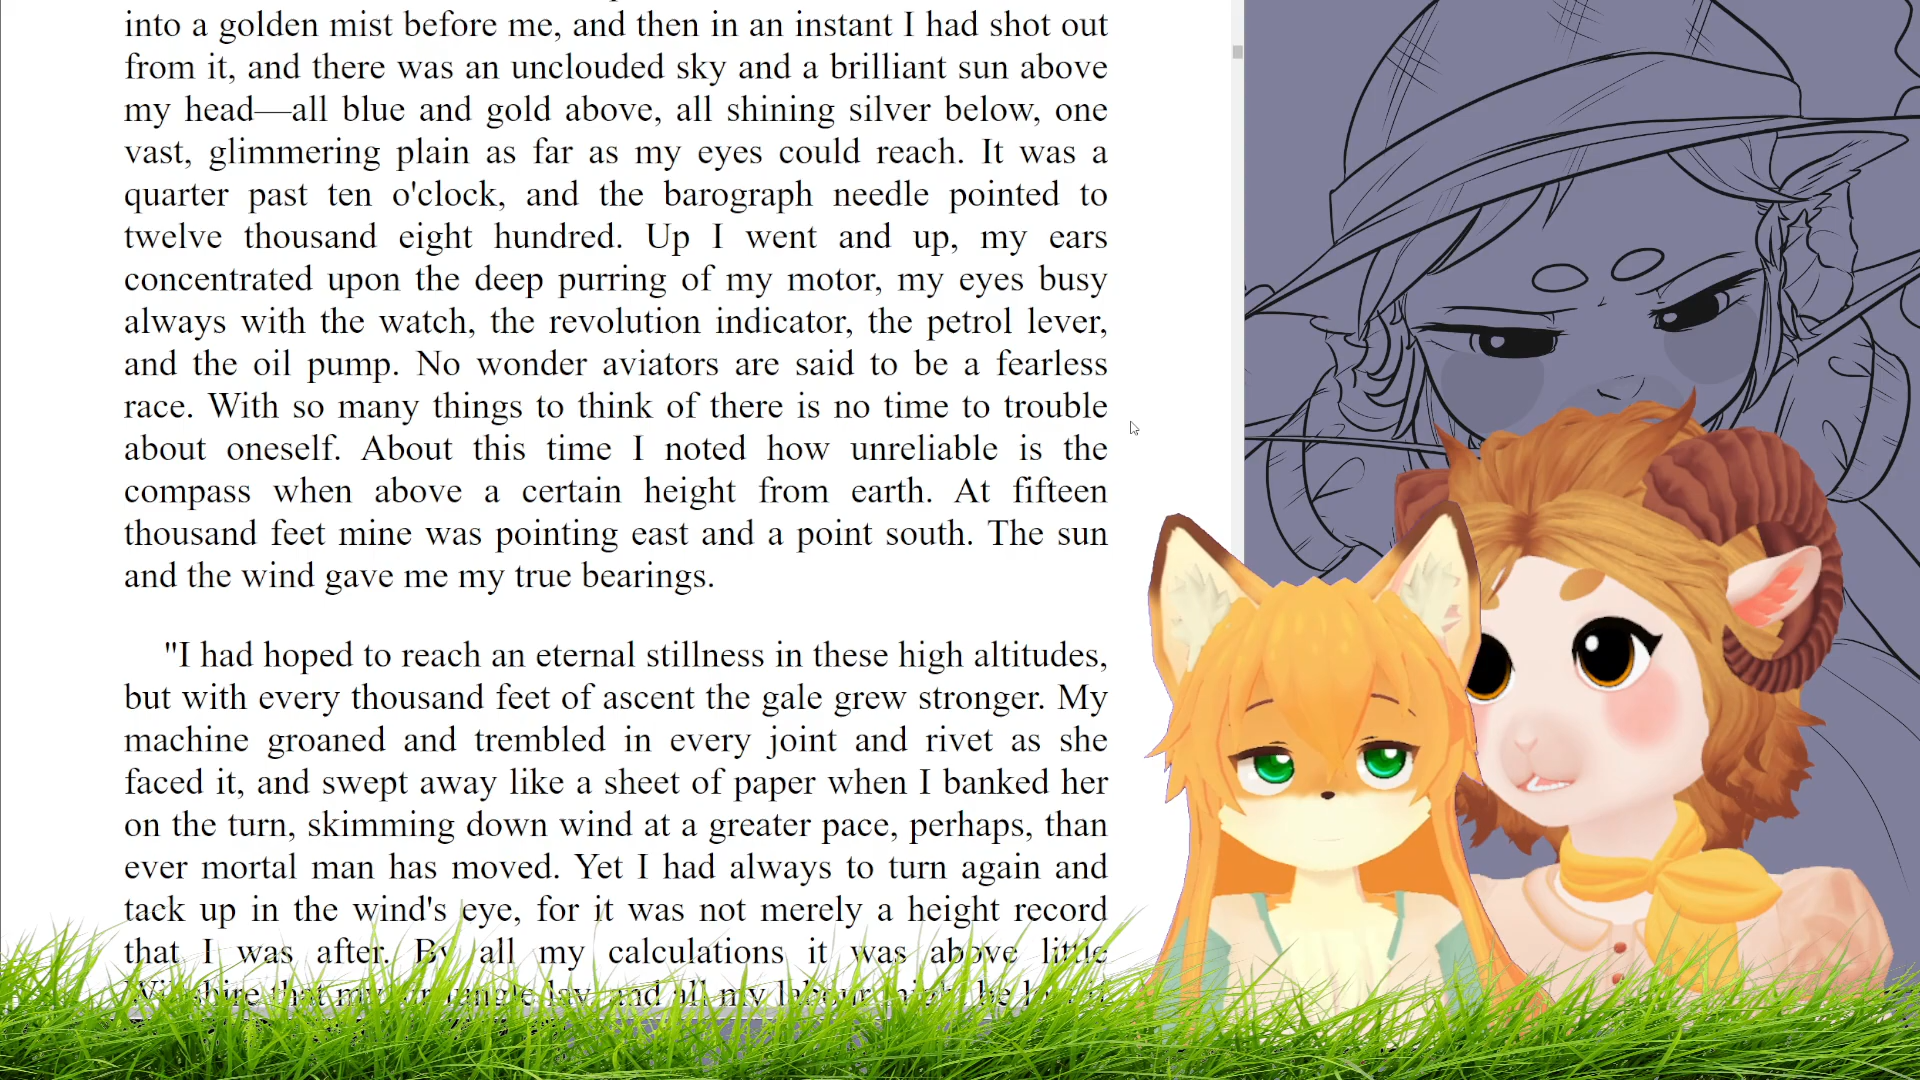 into a golden mist before me, and then in an instant I had shot out
from it, and there was an unclouded sky and a brilliant sun above
my head—all blue and gold above, all shining silver below, one
vast, glimmering plain as far as my eyes could reach. It was a
quarter past ten o'clock, and the barograph needle pointed to
twelve thousand eight hundred. Up I went and up, my ears
concentrated upon the deep purring of my motor, my eyes busy
always with the watch, the revolution indicator, the petrol lever,
and the oil pump. No wonder aviators are said to be a fearless
race. With so many things to think of there is no time to trouble
about oneself. About this time I noted how unreliable is the
compass when above a certain height from earth. At fifteen
thousand feet mine was pointing east and a point south. The sun
and the wind gave me my true bearings.
"I had hoped to reach an eternal stillness in these high altitudes,
but with every thousand feet of ascent the gale grew stronger. My
machine groaned and trembled in every joint and rivet as she
faced it, and swept away like a sheet of paper when I banked her
on the turn, skimming down wind at a greater pace, perhaps, than
ever mortal man has moved. Yet I had always to turn again and
tack up in the wind's eye, for it was not merely a height record
that I was after. By all my calculations it was above little
that my lay, and all my labour